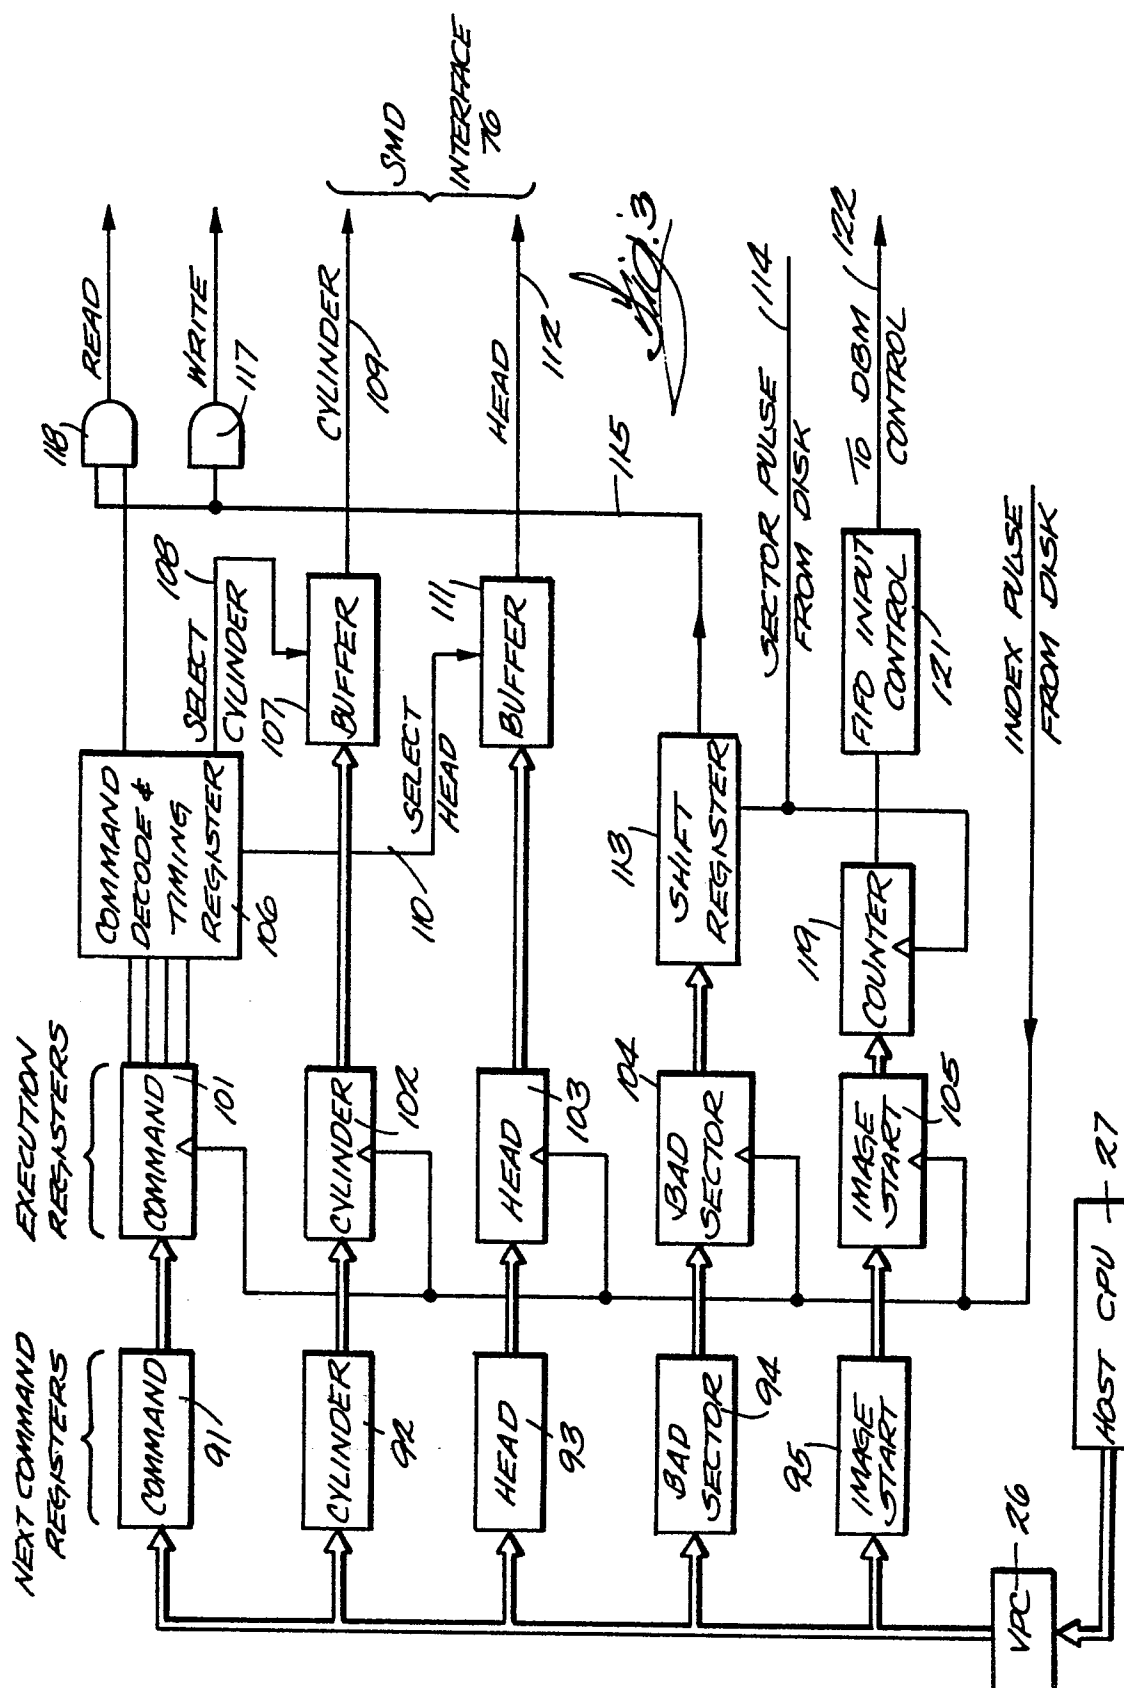 NEXT COMMAND
REGISTERS
EXECUTION
REGISTERS
COMMAND
91
COMMAND
101
COMMAND
DECODE &
TIMING
REGISTER
106
118
READ
WRITE
117
SELECT
CYLINDER
108
CYLINDER
92
CYLINDER
102
107
BUFFER
CYLINDER
109
SMD
INTERFACE
76
110
SELECT
HEAD
HEAD
93
HEAD
103
BUFFER
111
HEAD
112
Fig. 3
115
BAD
SECTOR
94
BAD
SECTOR
104
SHIFT
REGISTER
113
SECTOR PULSE
FROM DISK
114
IMAGE
START
95
IMAGE
START
105
COUNTER
119
FIFO INPUT
CONTROL
121
TO DBM
CONTROL
122
INDEX PULSE
FROM DISK
VPC
26
HOST CPU
27